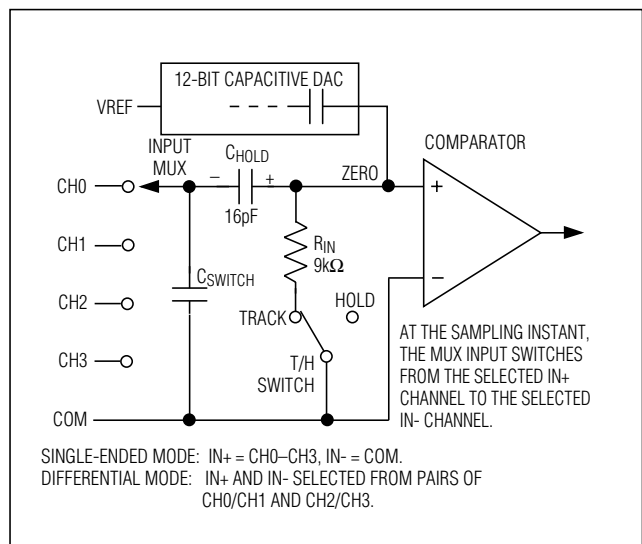 12-BIT CAPACITIVE DAC
VREF
COMPARATOR
INPUT
MUX
CHOLD
ZERO
– +
16pF
CH0
+
RIN
9kΩ
CH1
CSWITCH
–
HOLD
CH2
TRACK
AT THE SAMPLING INSTANT,
THE MUX INPUT SWITCHES
FROM THE SELECTED IN+
CHANNEL TO THE SELECTED
IN- CHANNEL.
CH3
T/H
SWITCH
COM
SINGLE-ENDED MODE: IN+ = CH0–CH3, IN- = COM.
DIFFERENTIAL MODE: IN+ AND IN- SELECTED FROM PAIRS OF
CH0/CH1 AND CH2/CH3.